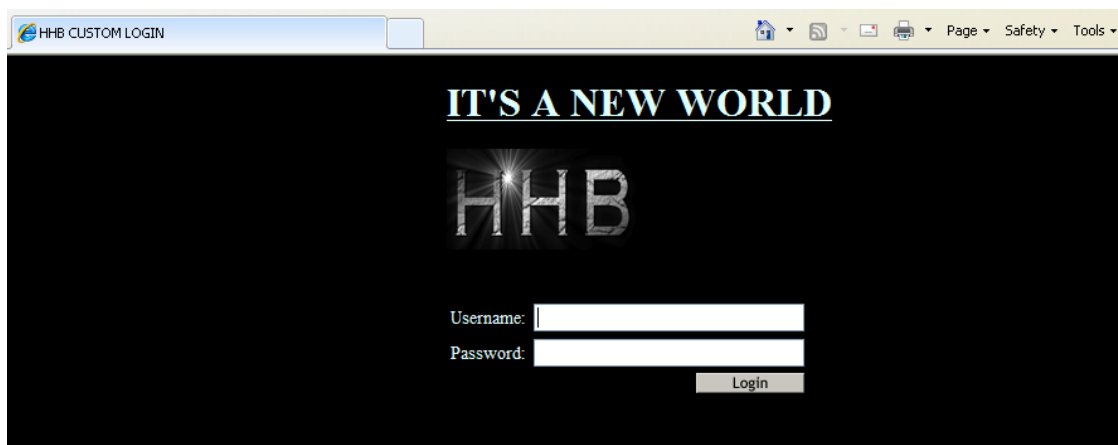 HHB CUSTOM LOGIN
Page Safety Tools
IT'S A NEW WORLD
HHB
Username:
Password:
Login